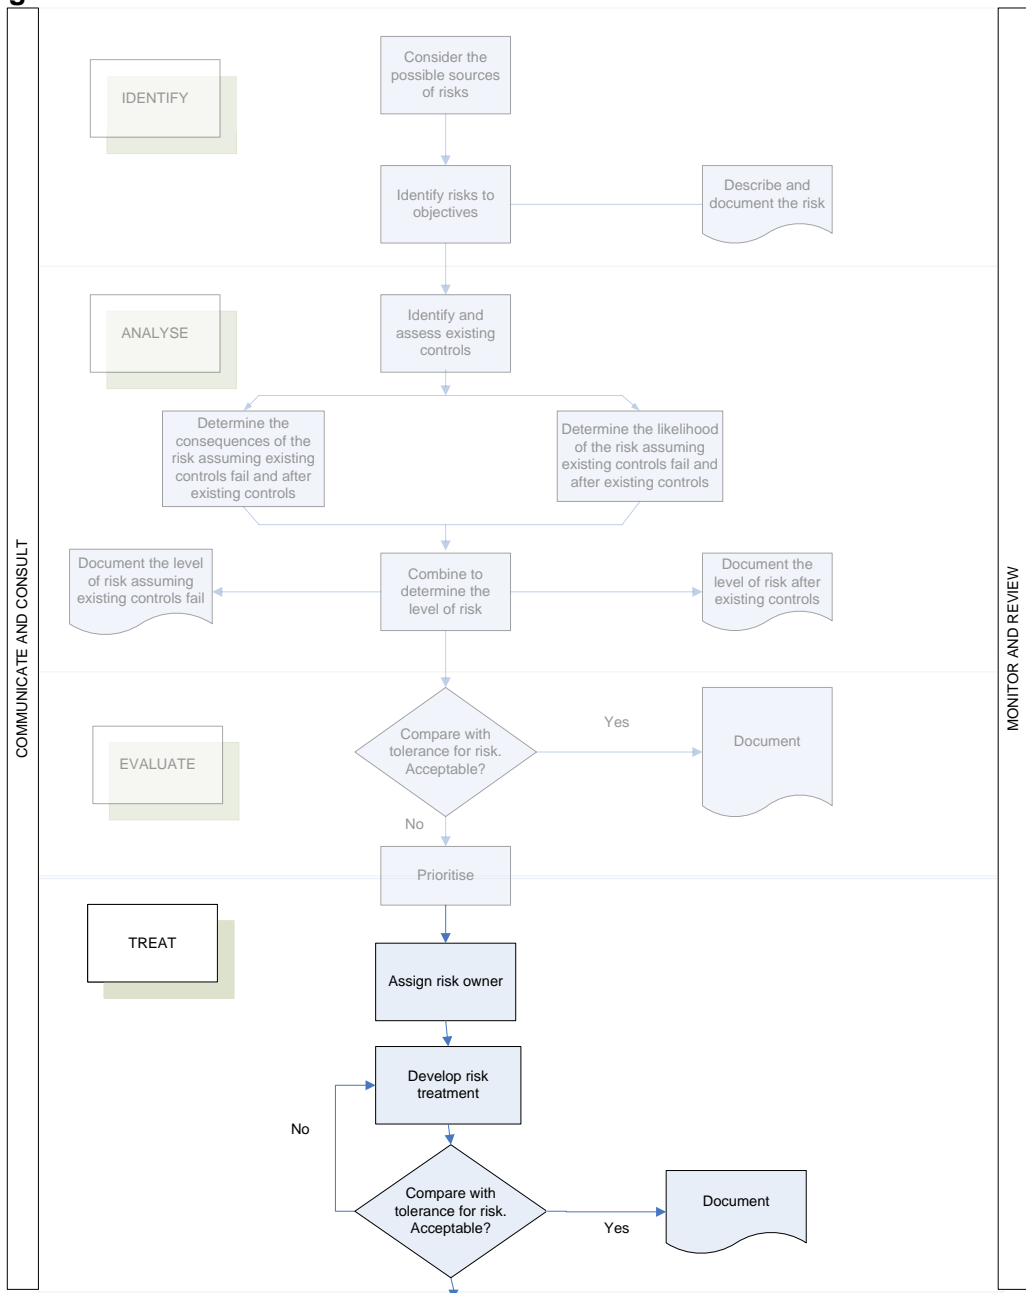 Consider the
possible sources
of risks
IDENTIFY
Identify risks to
objectives
Describe and
document the risk
Identify and
assess existing
controls
ANALYSE
Determine the
consequences of the
risk assuming existing
controls fail and after
existing controls
Determine the likelihood
of the risk assuming
existing controls fail and
after existing controls
COMMUNICATE AND CONSULT
MONITOR AND REVIEW
Document the level
of risk assuming
existing controls fail
Combine to
determine the
level of risk
Document the
level of risk after
existing controls
EVALUATE
Compare with
tolerance for risk.
Acceptable?
Yes
Document
No
Prioritise
TREAT
Assign risk owner
Develop risk
treatment
No
Compare with
tolerance for risk.
Acceptable?
Yes
Document